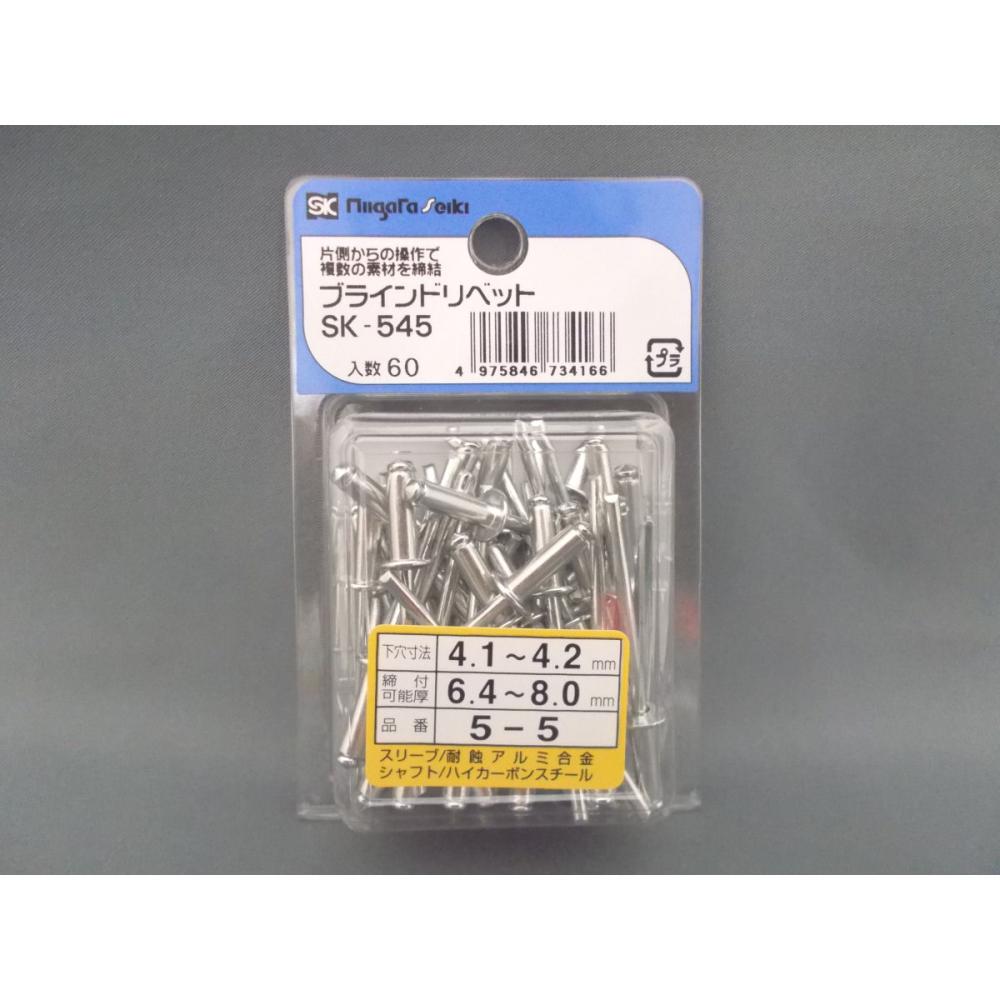 SK Niigata Seiki
片側からの操作で
複数の素材を締結
ブラインドリベット
SK-545
入数60
4 975846 734166
プラ
下穴寸法 4.1～4.2 mm
締付可能厚 6.4～8.0 mm
品番 5-5
スリーブ/耐蝕アルミ合金
シャフト/ハイカーボンスチール